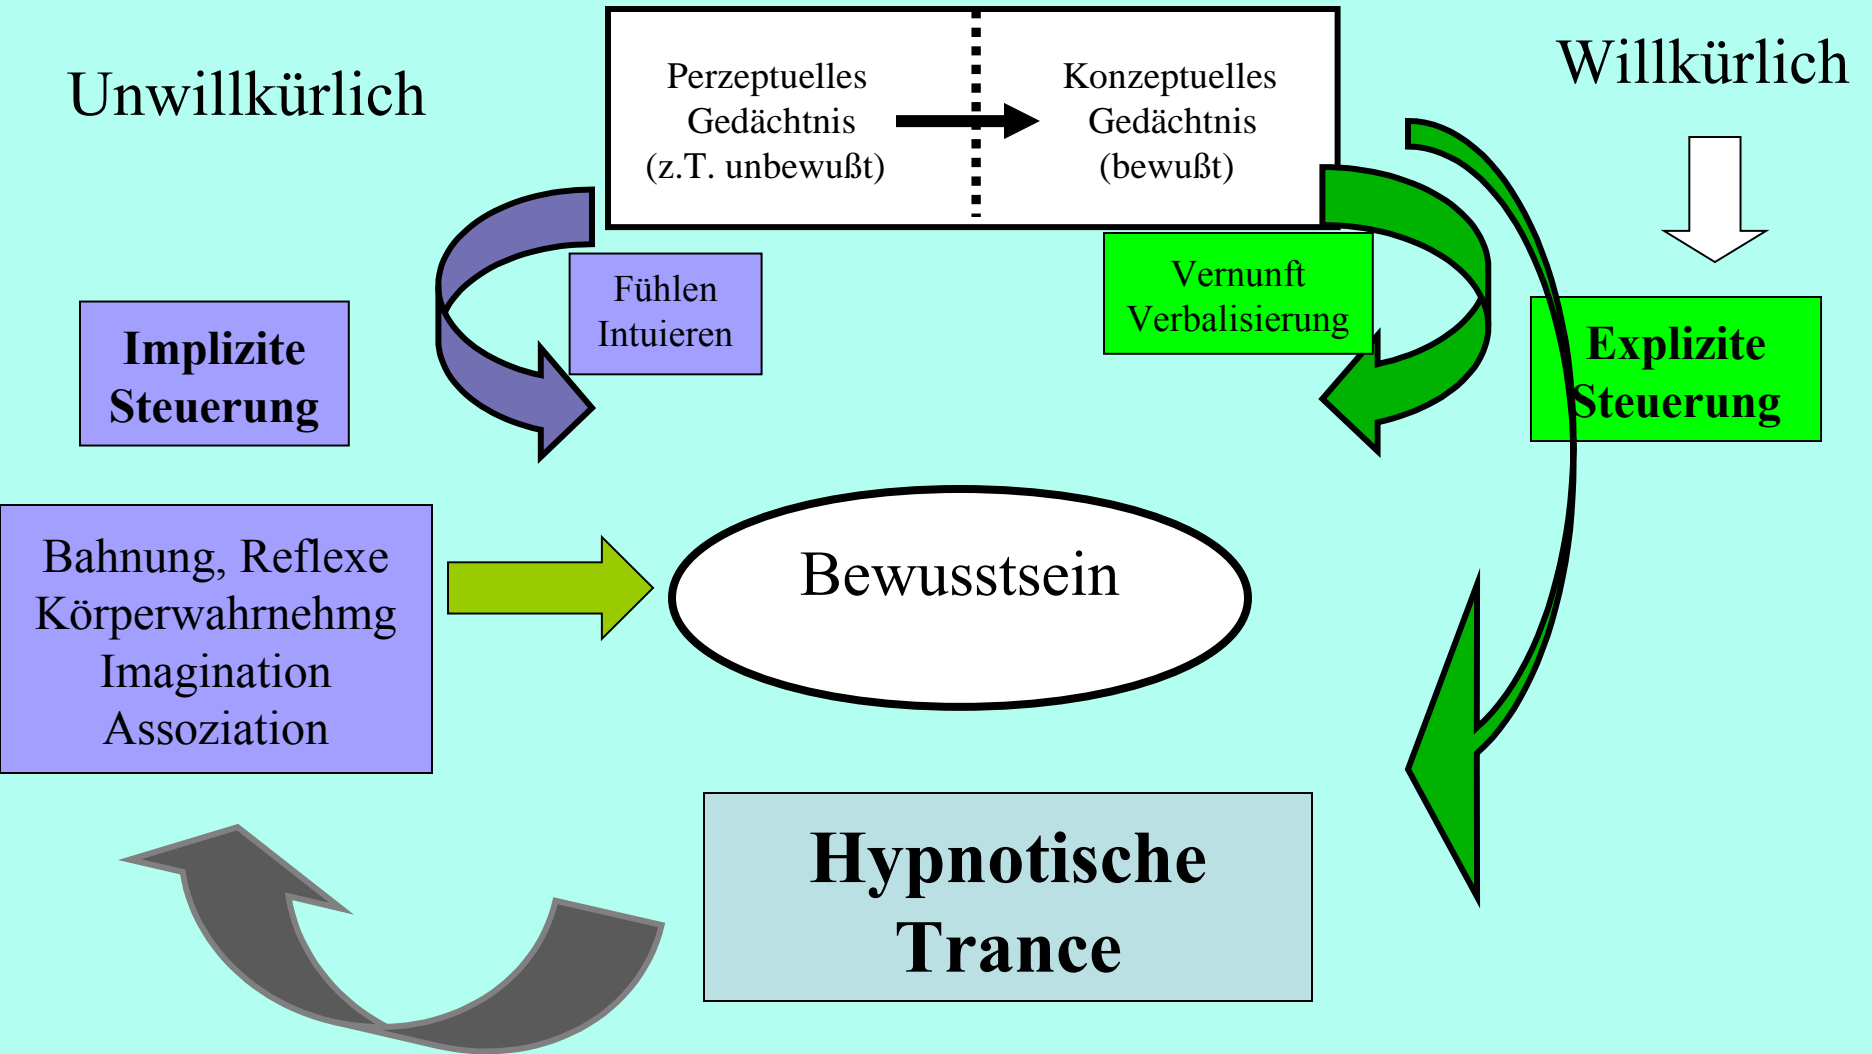 Unwillkürlich
Perzeptuelles
Gedächtnis
(z.T. unbewußt)
Konzeptuelles
Gedächtnis
(bewußt)
Willkürlich
Fühlen
Intuieren
Vernunft
Verbalisierung
Implizite
Steuerung
Explizite
Steuerung
Bahnung, Reflexe
Körperwahrnehmg
Imagination
Assoziation
Bewusstsein
Hypnotische
Trance